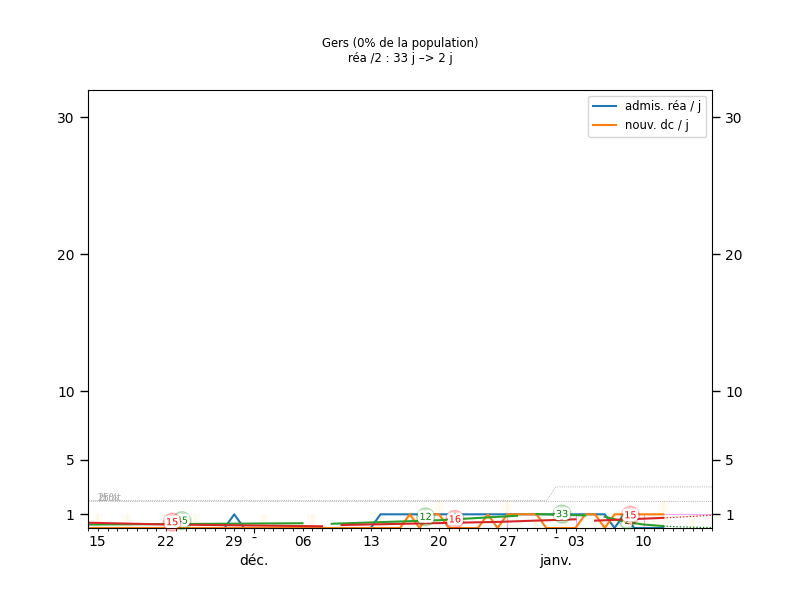 Gers (0% de la population)
réa /2 : 33 j –> 2 j
admis. réa / j
nouv. dc / j
30 30
20 20
10 10
5 5
1 1
15 12 16 33 15
15 22 29 - 06 13 20 27 - 03 10
déc. janv.